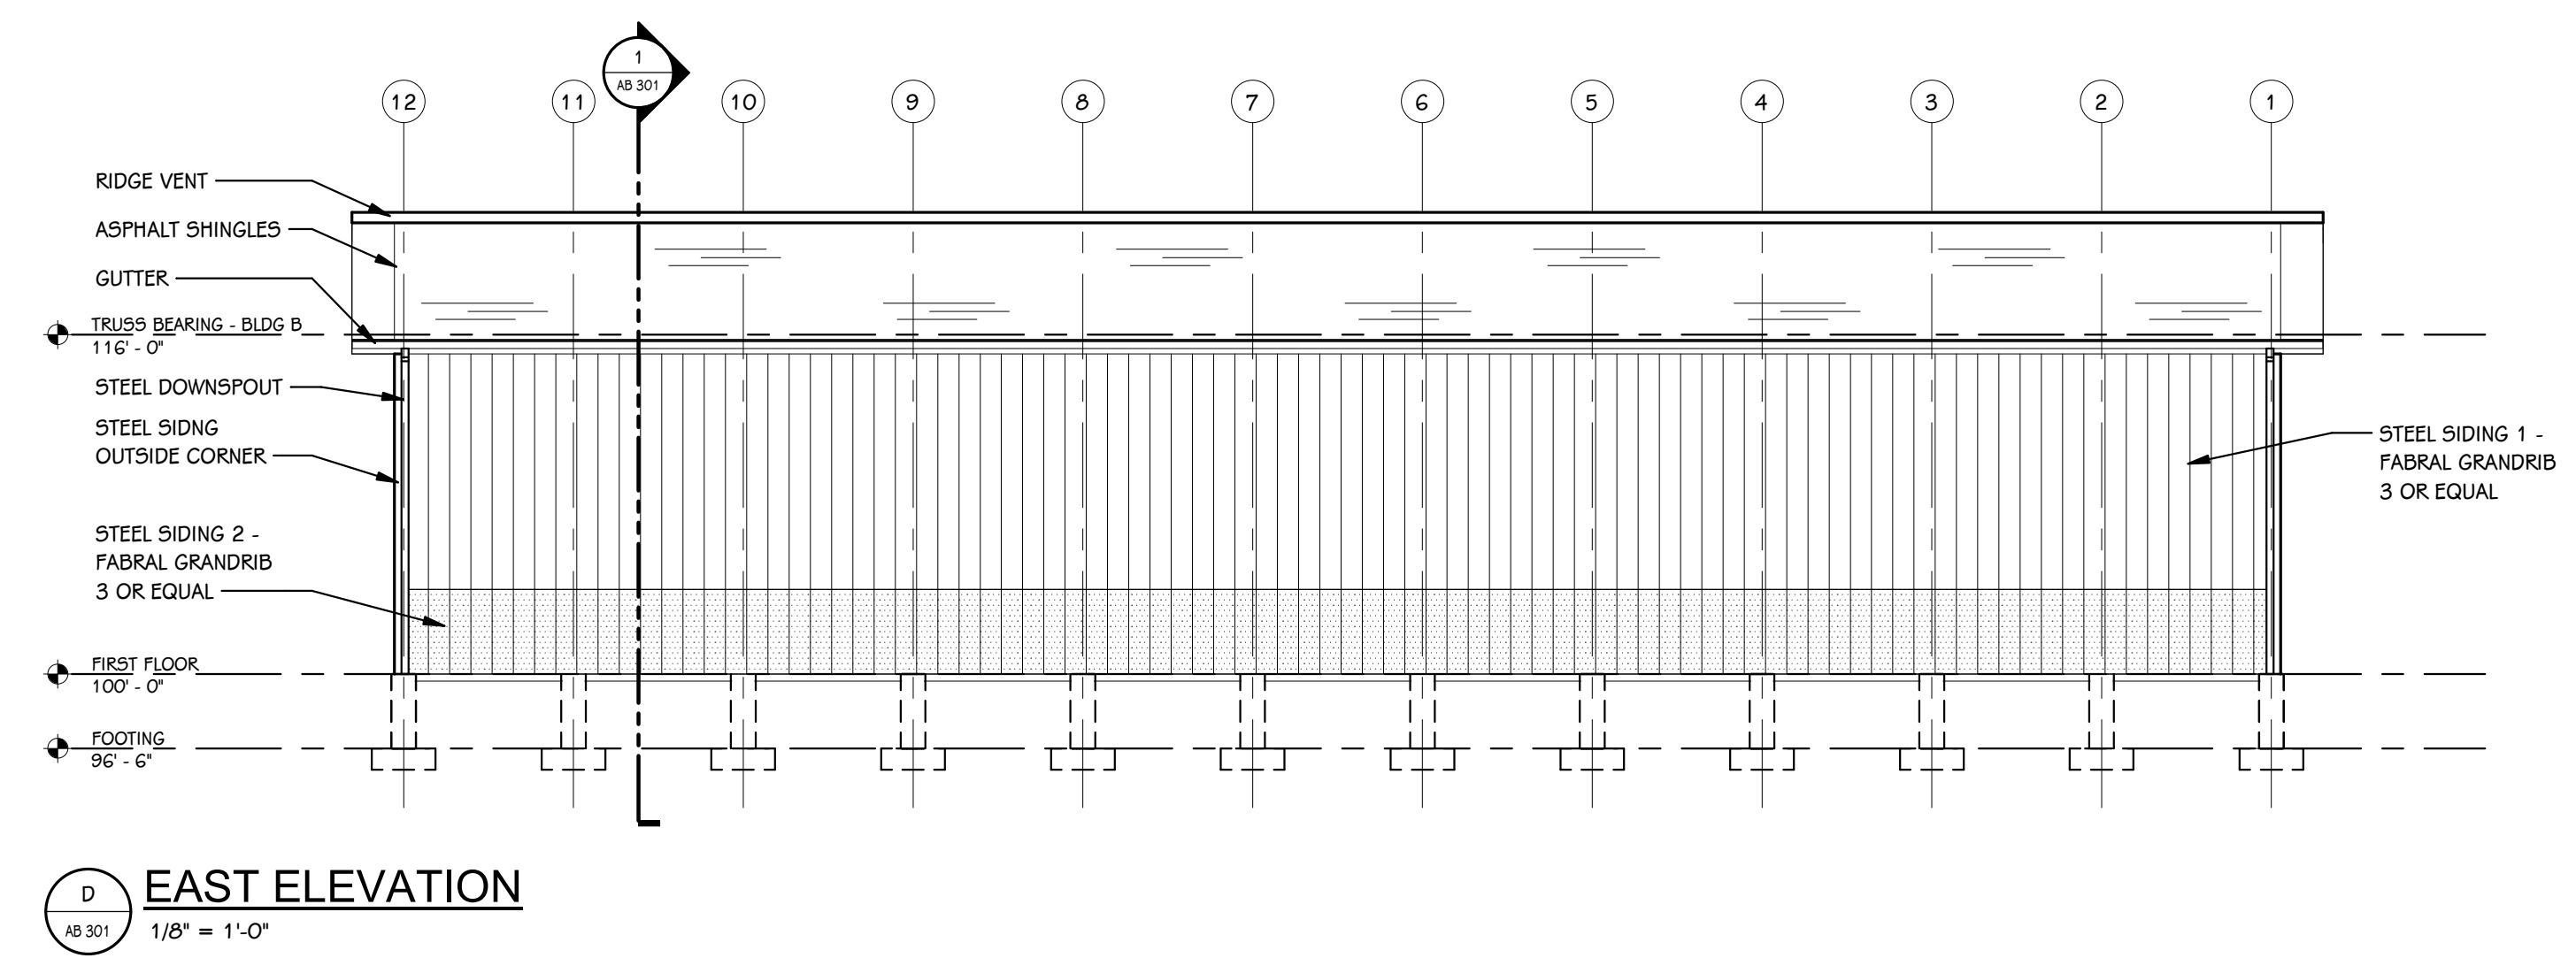 1
AB 301
12
11
10
9
8
7
6
5
4
3
2
1
RIDGE VENT
ASPHALT SHINGLES
GUTTER
TRUSS BEARING - BLDG B
116' - 0"
STEEL DOWNSPOUT
STEEL SIDNG
OUTSIDE CORNER
STEEL SIDING 2 -
FABRAL GRANDRIB
3 OR EQUAL
STEEL SIDING 1 -
FABRAL GRANDRIB
3 OR EQUAL
FIRST FLOOR
100' - 0"
FOOTING
96' - 6"
D
AB 301
EAST ELEVATION
1/8" = 1'-0"